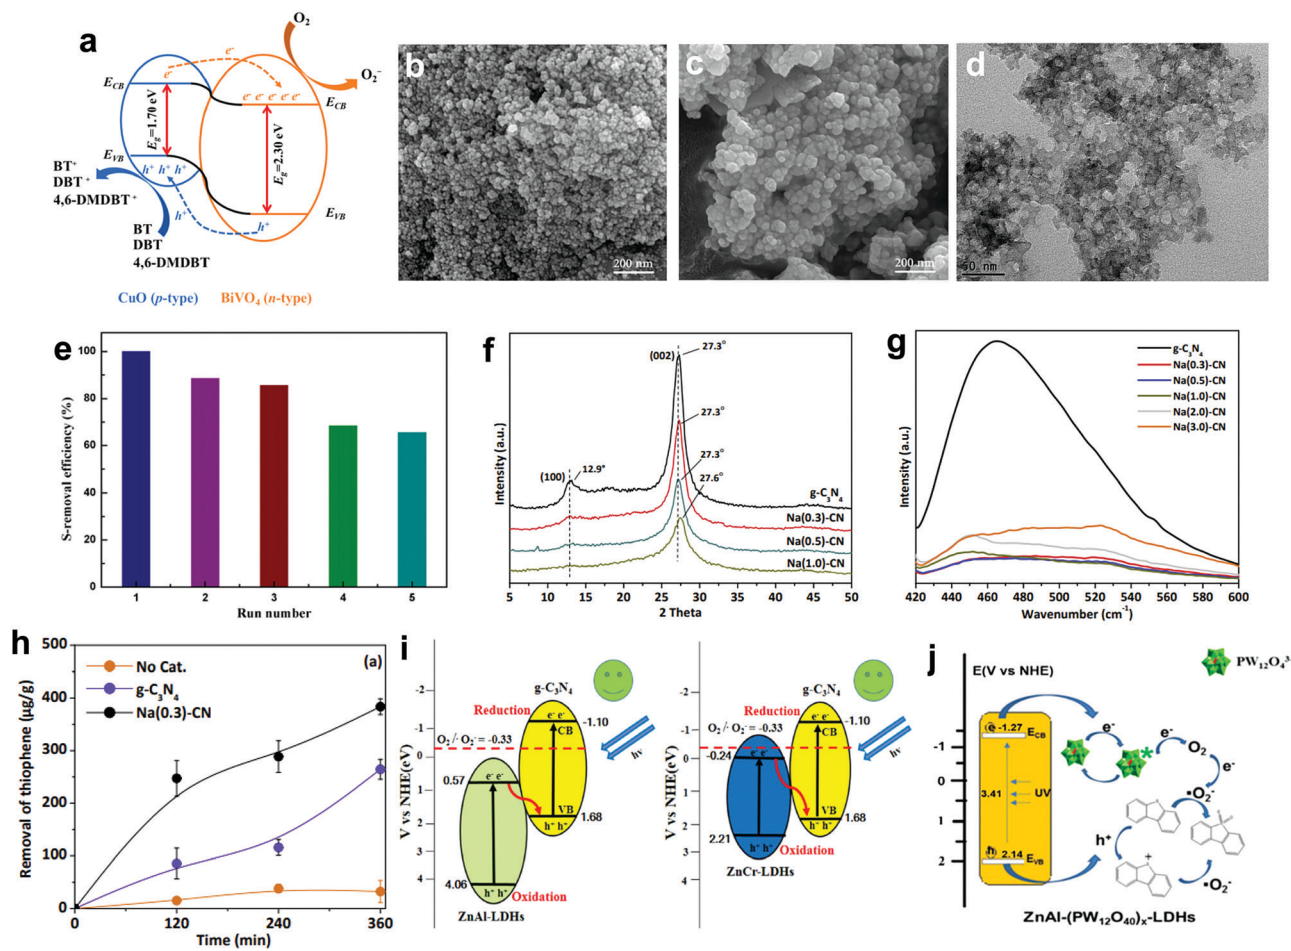 a
O₂
e⁻
O₂⁻
E_CB
e⁻
e⁻ e⁻ e⁻ e⁻ e⁻
E_CB
E_g=1.70 eV
E_g=2.30 eV
E_VB
h⁺ h⁺ h⁺
BT⁺
DBT⁺
4,6-DMDBT⁺
h⁺
h⁺
E_VB
BT
DBT
4,6-DMDBT
CuO (p-type)
BiVO₄ (n-type)
b
200 nm
c
200 nm
d
50 nm
e
S-removal efficiency (%)
100
80
60
40
20
0
1 2 3 4 5
Run number
f
Intensity (a.u.)
(002)
27.3°
27.3°
27.3°
27.6°
(100)
12.9°
g-C₃N₄
Na(0.3)-CN
Na(0.5)-CN
Na(1.0)-CN
5 10 15 20 25 30 35 40 45 50
2 Theta
g
Intensity (a.u.)
g-C₃N₄
Na(0.3)-CN
Na(0.5)-CN
Na(1.0)-CN
Na(2.0)-CN
Na(3.0)-CN
420 440 460 480 500 520 540 560 580 600
Wavenumber (cm⁻¹)
h
Removal of thiophene (µg/g)
500
400
300
200
100
0
No Cat.
g-C₃N₄
Na(0.3)-CN
(a)
0 120 240 360
Time (min)
i
V vs NHE(eV)
-2
-1
0
1
2
3
4
g-C₃N₄
Reduction
e⁻ e⁻
-1.10
CB
O₂/·O₂⁻= -0.33
hv
0.57
e⁻ e⁻
VB
h⁺ h⁺
1.68
4.06
h⁺ h⁺
Oxidation
ZnAl-LDHs
V vs NHE(eV)
-2
-1
0
1
2
3
4
g-C₃N₄
Reduction
e⁻ e⁻
-1.10
CB
O₂/·O₂⁻= -0.33
hv
-0.24
e⁻ e⁻
VB
h⁺ h⁺
1.68
2.21
h⁺ h⁺
Oxidation
ZnCr-LDHs
j
E(V vs NHE)
PW₁₂O₄³
-1
0
1
2
e -1.27
E_CB
e⁻
e⁻
O₂
*
e⁻
3.41
UV
•O₂⁻
h⁺
h 2.14
E_VB
+
•O₂⁻
ZnAl-(PW₁₂O₄₀)ₓ-LDHs